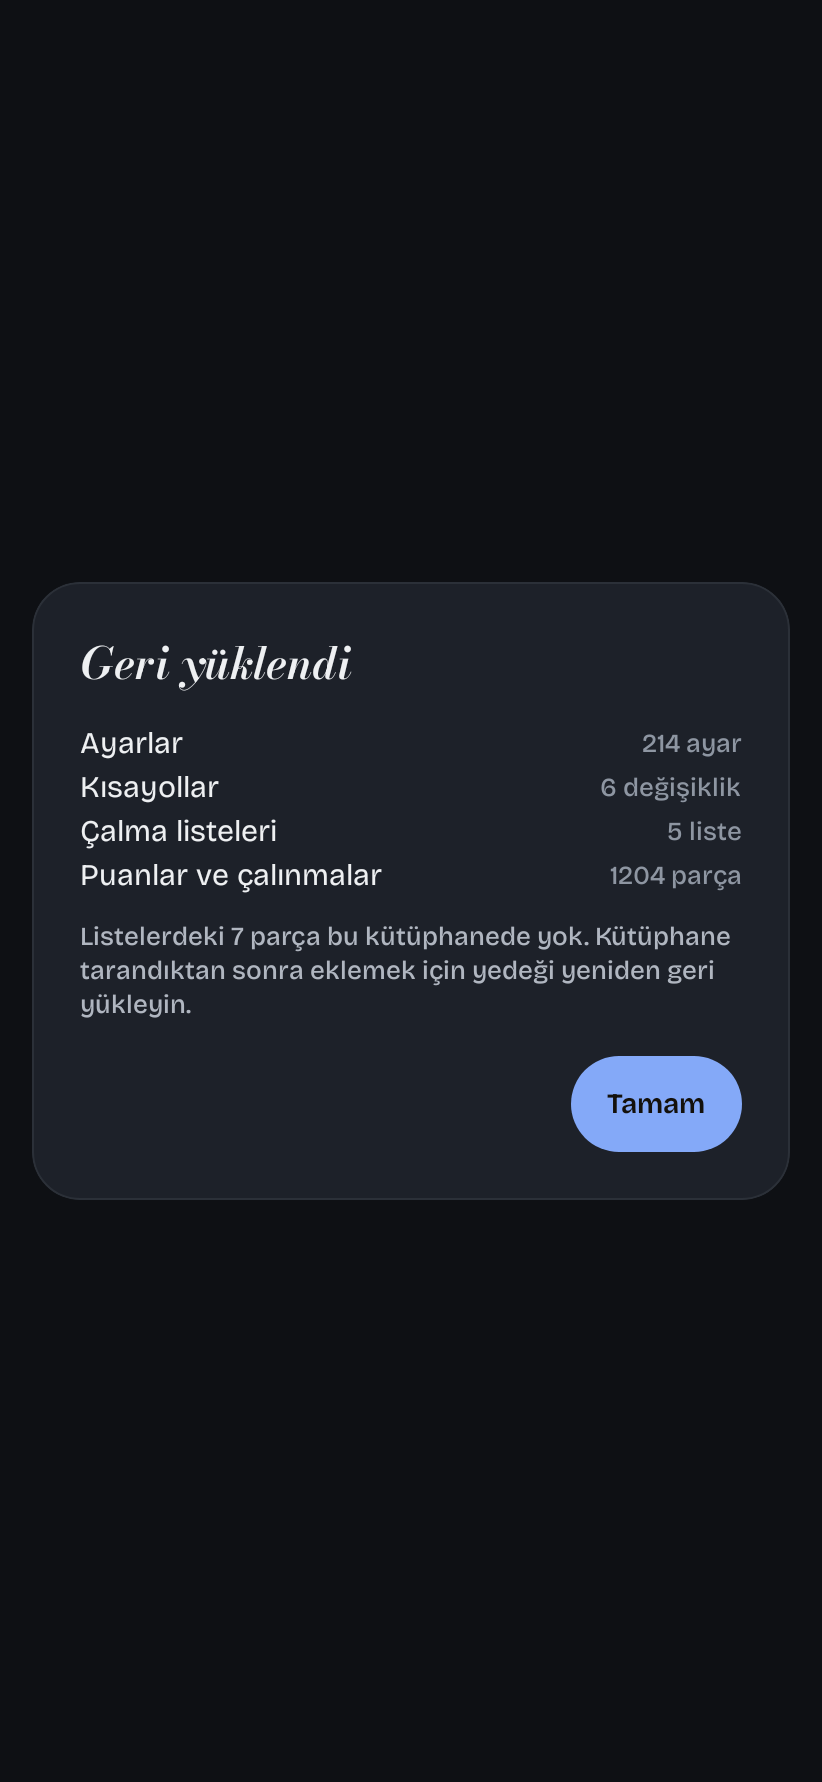 Geri yüklendi
Ayarlar 214 ayar
Kısayollar 6 değişiklik
Çalma listeleri 5 liste
Puanlar ve çalınmalar 1204 parça
Listelerdeki 7 parça bu kütüphanede yok. Kütüphane
tarandıktan sonra eklemek için yedeği yeniden geri
yükleyin.
Tamam